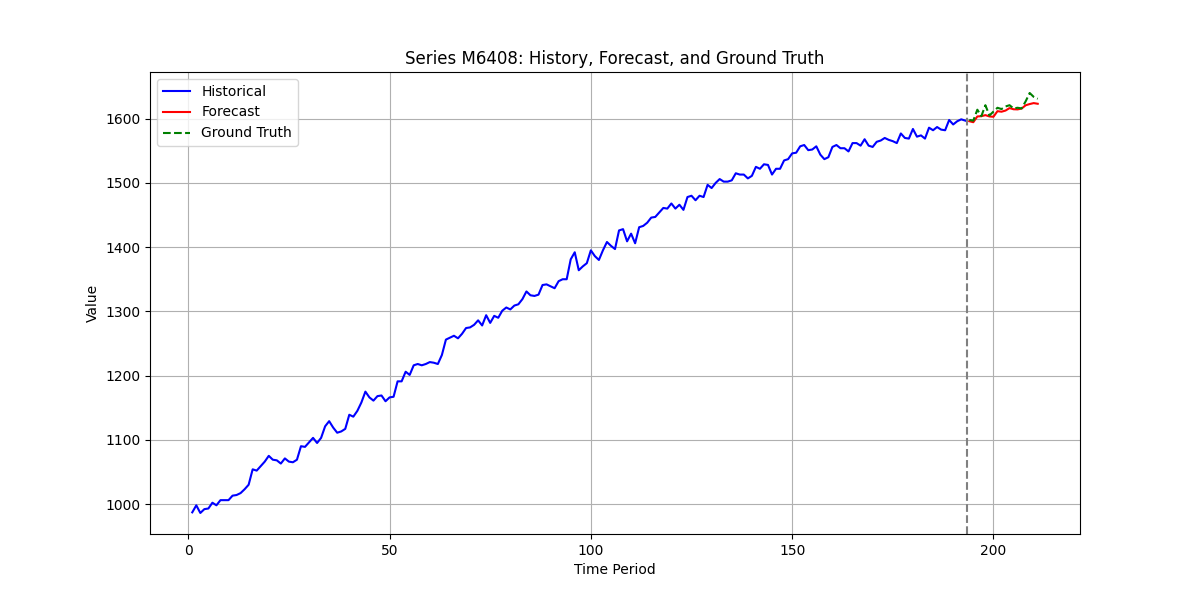 Series M6408: History, Forecast, and Ground Truth
Historical
Forecast
Ground Truth
Value
1600
1500
1400
1300
1200
1100
1000
0 50 100 150 200
Time Period